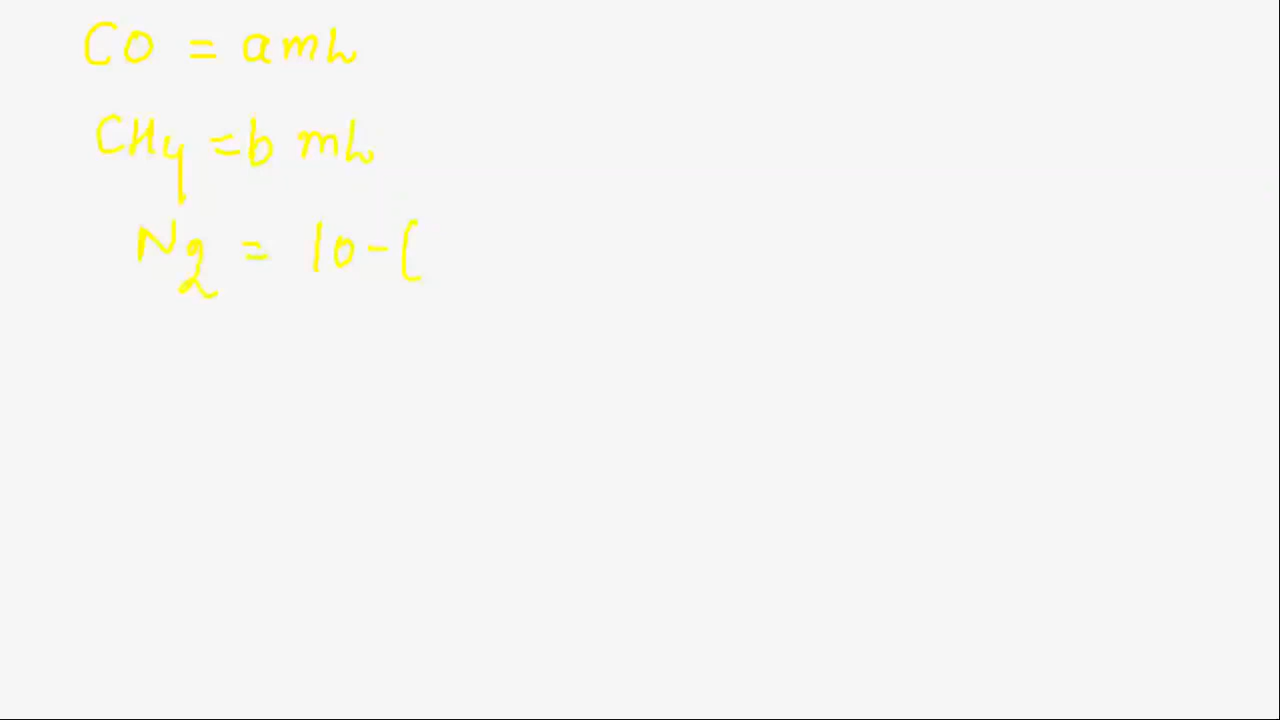 CO = a mL
CH4 = b mL
N2 = 10 - (